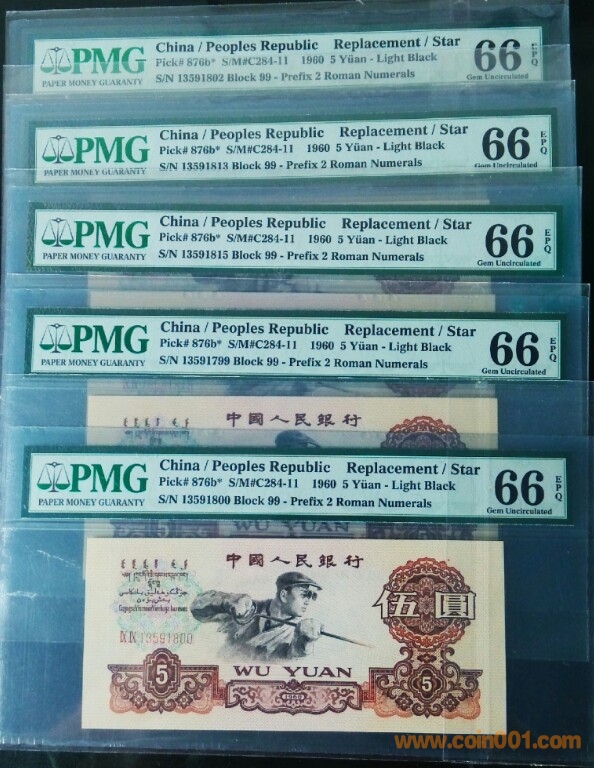 PMG
PAPER MONEY GUARANTY
China / Peoples Republic Replacement / Star
Pick# 876b* S/M#C284-11 1960 5 Yüan - Light Black
S/N 13591802 Block 99 - Prefix 2 Roman Numerals
66 EPQ
Gem Uncirculated
PMG
PAPER MONEY GUARANTY
China / Peoples Republic Replacement / Star
Pick# 876b* S/M#C284-11 1960 5 Yüan - Light Black
S/N 13591813 Block 99 - Prefix 2 Roman Numerals
66 EPQ
Gem Uncirculated
PMG
PAPER MONEY GUARANTY
China / Peoples Republic Replacement / Star
Pick# 876b* S/M#C284-11 1960 5 Yüan - Light Black
S/N 13591815 Block 99 - Prefix 2 Roman Numerals
66 EPQ
Gem Uncirculated
PMG
PAPER MONEY GUARANTY
China / Peoples Republic Replacement / Star
Pick# 876b* S/M#C284-11 1960 5 Yüan - Light Black
S/N 13591799 Block 99 - Prefix 2 Roman Numerals
66 EPQ
Gem Uncirculated
中國人民銀行
PMG
PAPER MONEY GUARANTY
China / Peoples Republic Replacement / Star
Pick# 876b* S/M#C284-11 1960 5 Yüan - Light Black
S/N 13591800 Block 99 - Prefix 2 Roman Numerals
66 EPQ
Gem Uncirculated
5 WU YUAN 5
中國人民銀行
伍圓
IX IX 13591800
WU YUAN
5 1960 5
www.coin001.com